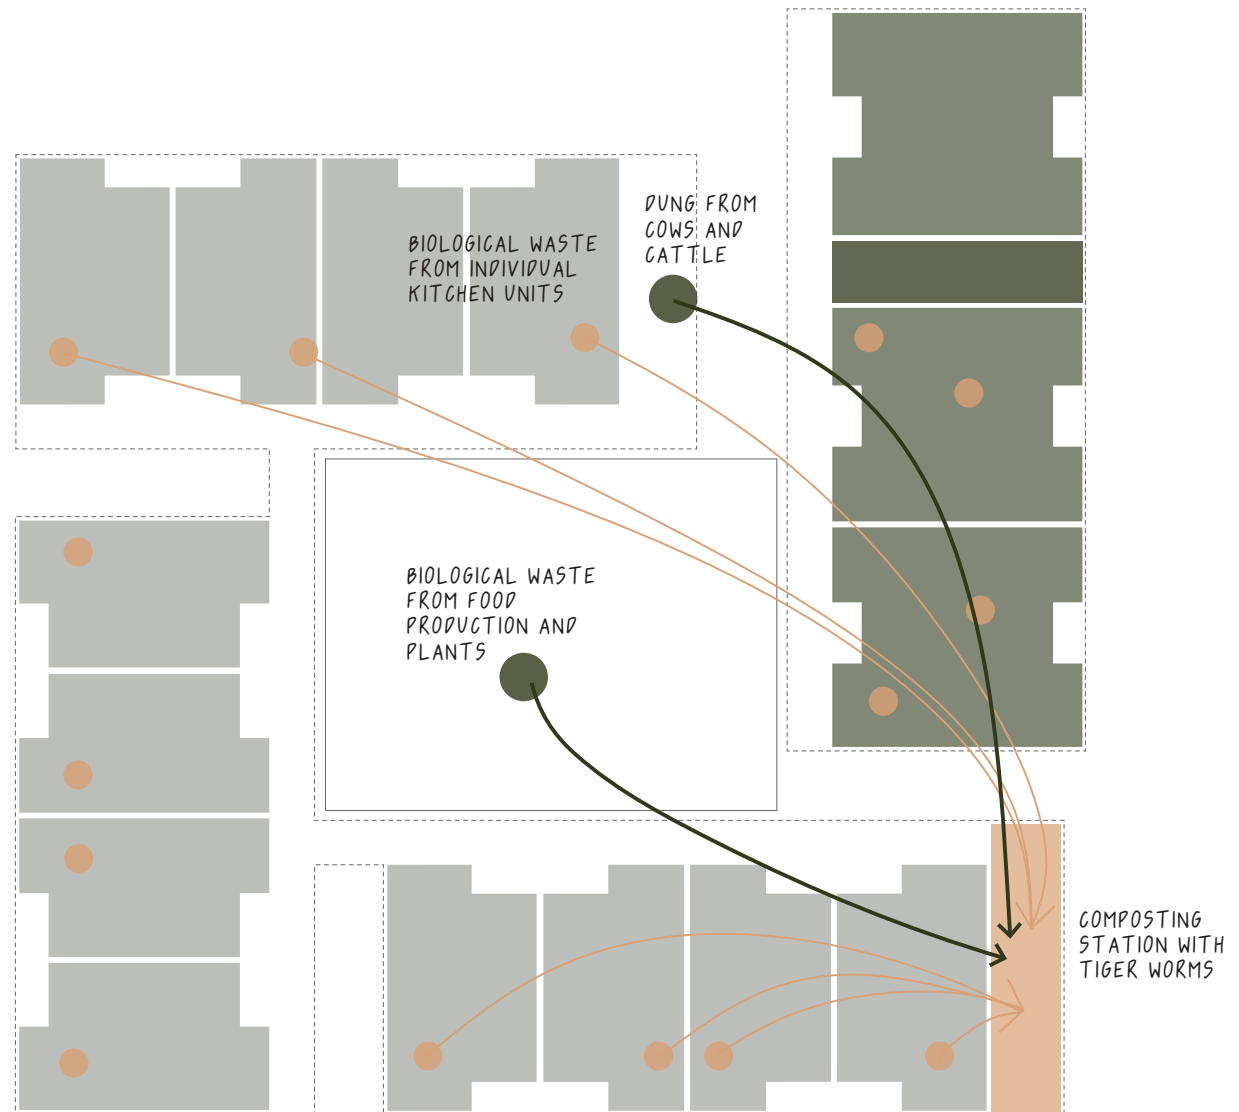 DUNG FROM
COWS AND
CATTLE
BIOLOGICAL WASTE
FROM INDIVIDUAL
KITCHEN UNITS
BIOLOGICAL WASTE
FROM FOOD
PRODUCTION AND
PLANTS
COMPOSTING
STATION WITH
TIGER WORMS